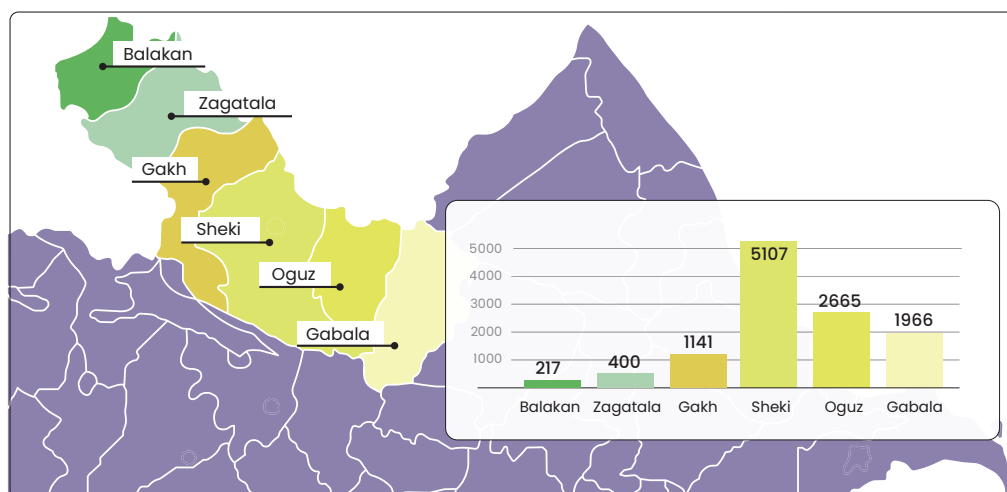 Balakan
Zagatala
Gakh
Sheki
Oguz
Gabala
5000
4000
3000
2000
1000
217
400
1141
5107
2665
1966
Balakan Zagatala Gakh Sheki Oguz Gabala